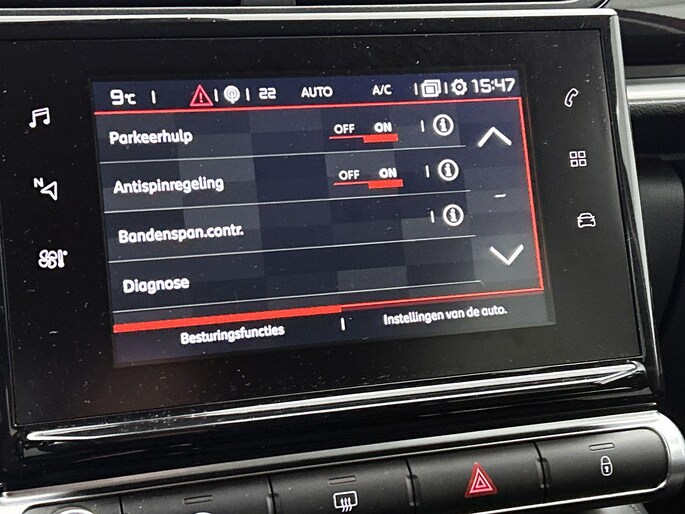 9°C 22 AUTO A/C 15:47
Parkeerhulp OFF ON
Antispinregeling OFF ON
Bandenspan.contr.
Diagnose
Besturingsfuncties Instellingen van de auto.
N